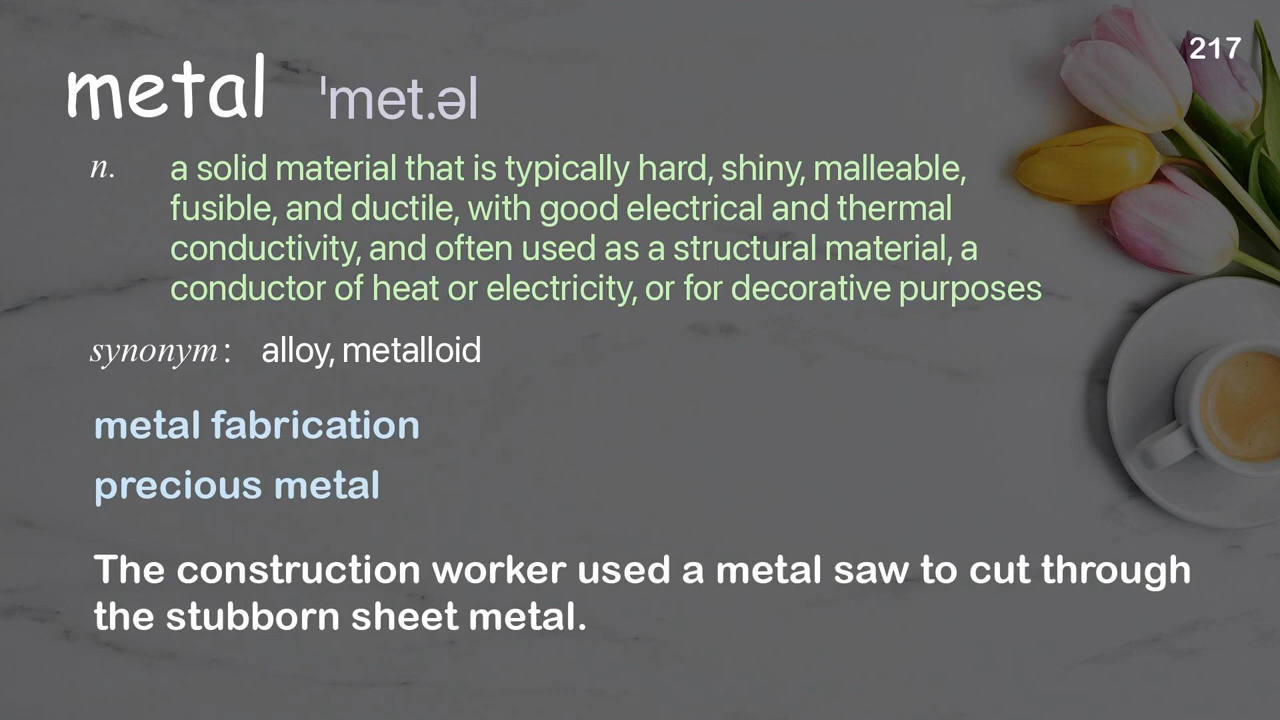 217
metal ˈmet.əl
n. a solid material that is typically hard, shiny, malleable,
fusible, and ductile, with good electrical and thermal
conductivity, and often used as a structural material, a
conductor of heat or electricity, or for decorative purposes
synonym: alloy, metalloid
metal fabrication
precious metal
The construction worker used a metal saw to cut through
the stubborn sheet metal.